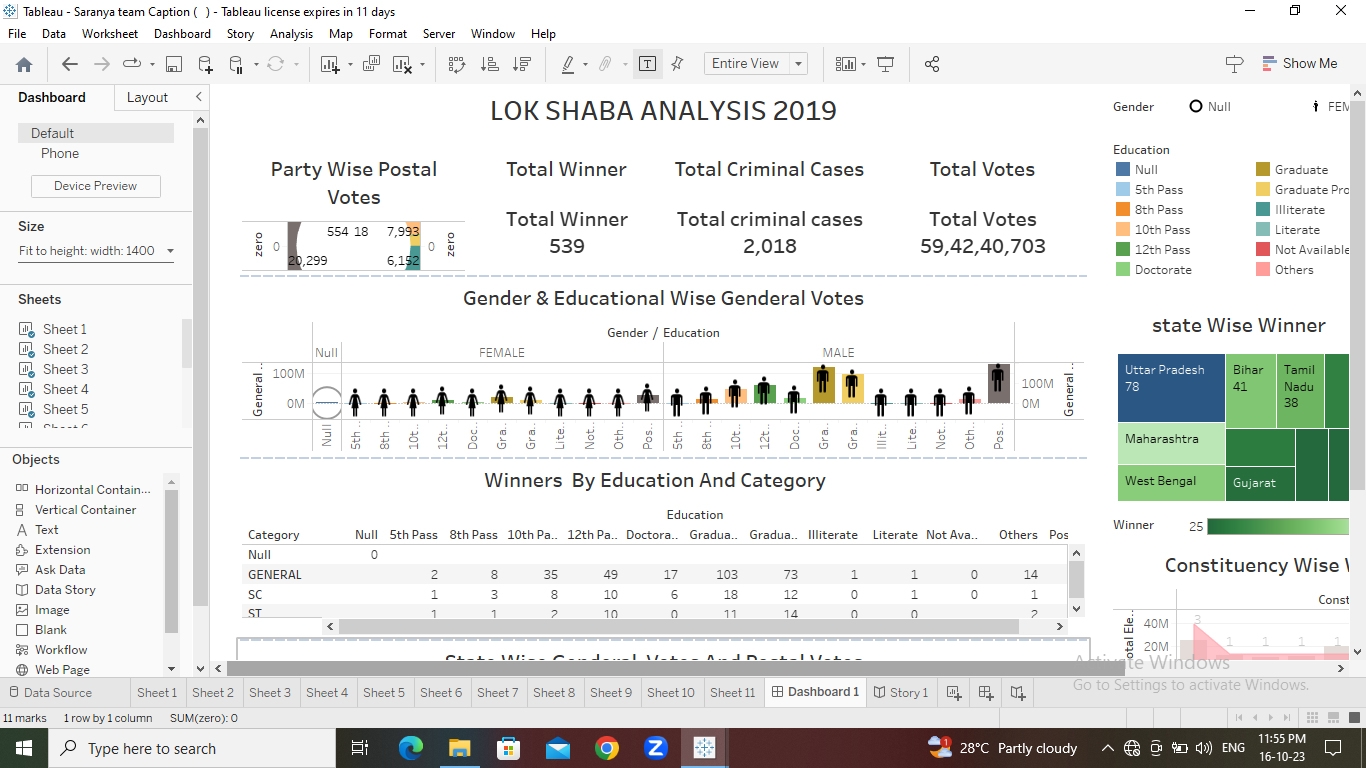 Tableau - Saranya team Caption (   ) - Tableau license expires in 11 days
File Data Worksheet Dashboard Story Analysis Map Format Server Window Help
Entire View
Show Me
Dashboard Layout
Default
Phone
Device Preview
Size
Fit to height: width: 1400
Sheets
Sheet 1
Sheet 2
Sheet 3
Sheet 4
Sheet 5
Objects
Horizontal Contain...
Vertical Container
Text
Extension
Ask Data
Data Story
Image
Blank
Workflow
Web Page
LOK SHABA ANALYSIS 2019
Party Wise Postal Votes
zero 0 554 18 7,993 0 zero
20,299 6,152
Total Winner
Total Winner
539
Total Criminal Cases
Total criminal cases
2,018
Total Votes
Total Votes
59,42,40,703
Gender & Educational Wise Genderal Votes
Gender / Education
Null FEMALE MALE
General ..
100M
0M
100M
0M
General ..
Null 5th .. 8th .. 10t.. 12t.. Doc.. Gra.. Gra.. Lite.. Not.. Oth.. Pos.. 5th .. 8th .. 10t.. 12t.. Doc.. Gra.. Gra.. Illit.. Lite.. Not.. Oth.. Pos..
Winners  By Education And Category
Education
Category Null 5th Pass 8th Pass 10th Pa.. 12th Pa.. Doctora.. Gradua.. Gradua.. Illiterate Literate Not Ava.. Others Pos
Null 0
GENERAL 2 8 35 49 17 103 73 1 1 0 14
SC 1 3 8 10 6 18 12 0 1 0 1
ST 1 1 2 10 0 11 14 0 0 2
State Wise Genderal Votes And Postal Votes
Gender Null FEM
Education
Null Graduate
5th Pass Graduate Pro
8th Pass Illiterate
10th Pass Literate
12th Pass Not Available
Doctorate Others
state Wise Winner
Uttar Pradesh
78
Bihar
41
Tamil
Nadu
38
Maharashtra
West Bengal
Gujarat
Winner 25
Constituency Wise
Const
otal Ele..
40M
20M
3
1 1 1 1
Activate Windows
Go to Settings to activate Windows.
Data Source Sheet 1 Sheet 2 Sheet 3 Sheet 4 Sheet 5 Sheet 6 Sheet 7 Sheet 8 Sheet 9 Sheet 10 Sheet 11 Dashboard 1 Story 1
11 marks 1 row by 1 column SUM(zero): 0
Type here to search
1
28°C Partly cloudy
ENG
11:55 PM
16-10-23